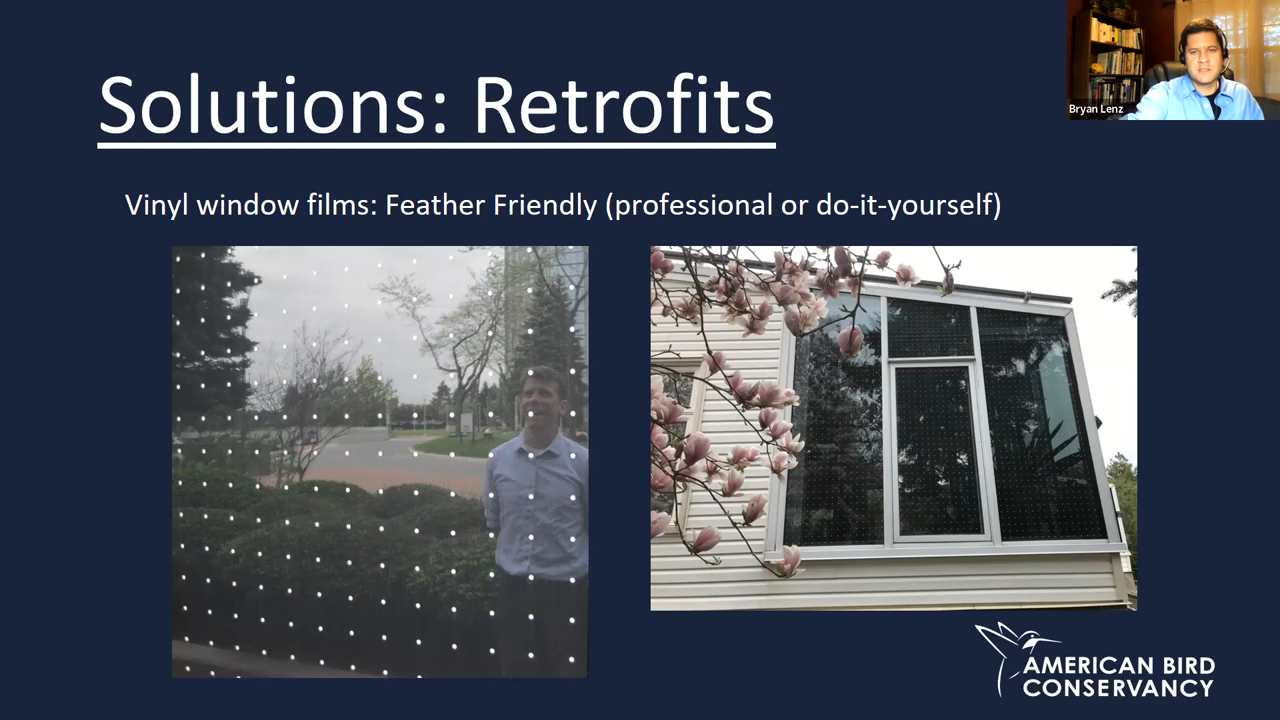 Solutions: Retrofits
Bryan Lenz
Vinyl window films: Feather Friendly (professional or do-it-yourself)
AMERICAN BIRD
CONSERVANCY